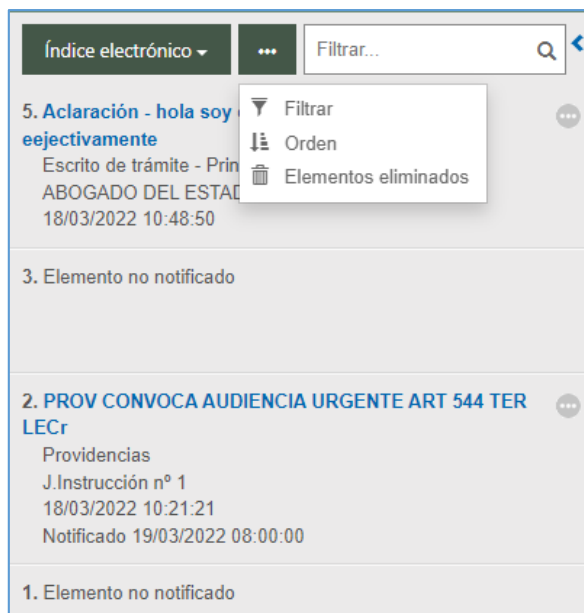 Índice electrónico
Filtrar...
Filtrar
Orden
Elementos eliminados
5. Aclaración - hola soy
eejectivamente
Escrito de trámite - Prin
ABOGADO DEL ESTAD
18/03/2022 10:48:50
3. Elemento no notificado
2. PROV CONVOCA AUDIENCIA URGENTE ART 544 TER
LECr
Providencias
J.Instrucción nº 1
18/03/2022 10:21:21
Notificado 19/03/2022 08:00:00
1. Elemento no notificado